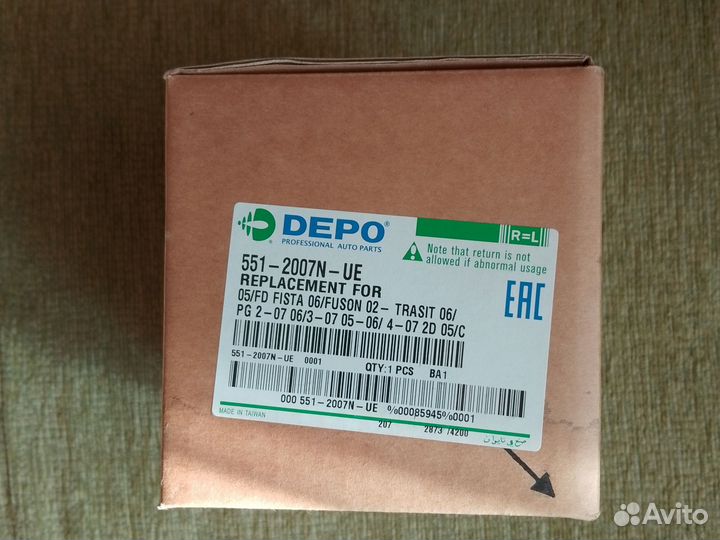 DEPO®
PROFESSIONAL AUTO PARTS
R=L
Note that return is not
allowed if abnormal usage
551-2007N-UE
REPLACEMENT FOR
05/FD FISTA 06/FUSON 02- TRASIT 06/
PG 2-07 06/3-07 05-06/ 4-07 2D 05/C
EAC
551-2007N-UE 0001
QTY:1 PCS BA1
000 551-2007N-UE %00085945%0001
MADE IN TAIWAN
207 2873 /4200
Avito